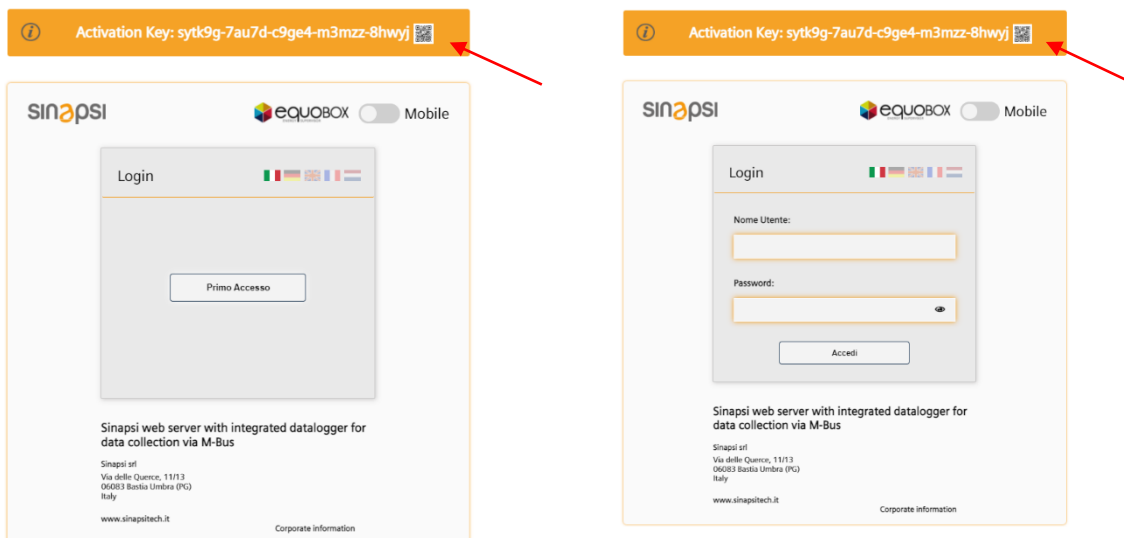 Activation Key: sytk9g-7au7d-c9ge4-m3mzz-8hwyj
sinapsi
equobox
Mobile
Login
Primo Accesso
Sinapsi web server with integrated datalogger for
data collection via M-Bus
Sinapsi srl
Via delle Querce, 11/13
06083 Bastia Umbra (PG)
Italy
www.sinapsitech.it
Corporate information
Activation Key: sytk9g-7au7d-c9ge4-m3mzz-8hwyj
sinapsi
equobox
Mobile
Login
Nome Utente:
Password:
Accedi
Sinapsi web server with integrated datalogger for
data collection via M-Bus
Sinapsi srl
Via delle Querce, 11/13
06083 Bastia Umbra (PG)
Italy
www.sinapsitech.it
Corporate information